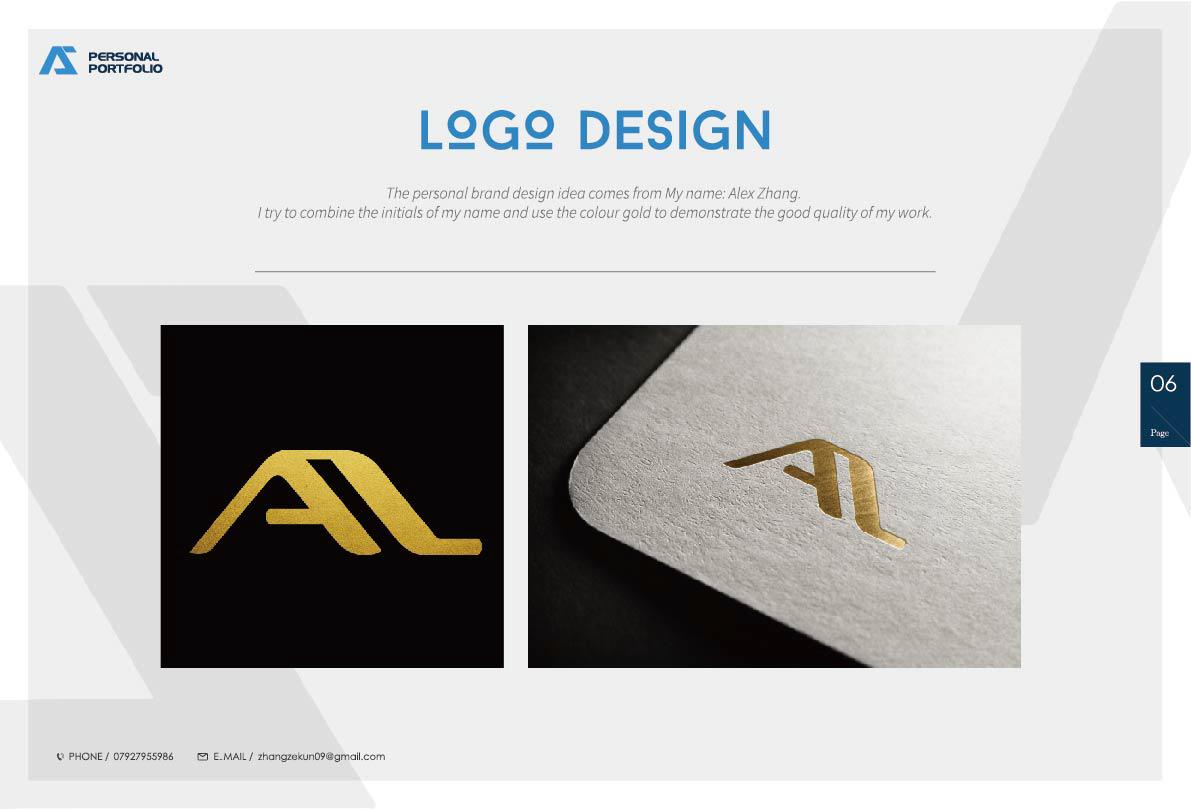 PERSONAL
PORTFOLIO
LOGO DESIGN
The personal brand design idea comes from My name: Alex Zhang.
I try to combine the initials of my name and use the colour gold to demonstrate the good quality of my work.
06
Page
PHONE / 07927955986 E.MAIL / zhangzekun09@gmail.com